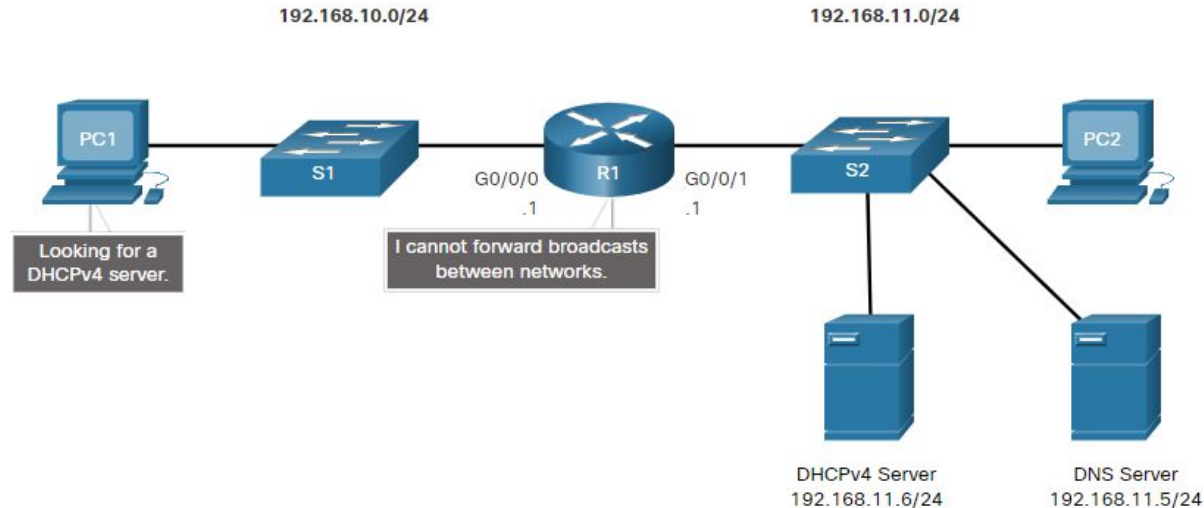 192.168.10.0/24
192.168.11.0/24
PC1
S1
R1
S2
PC2
G0/0/0
.1
G0/0/1
.1
Looking for a
DHCPv4 server.
I cannot forward broadcasts
between networks.
DHCPv4 Server
192.168.11.6/24
DNS Server
192.168.11.5/24